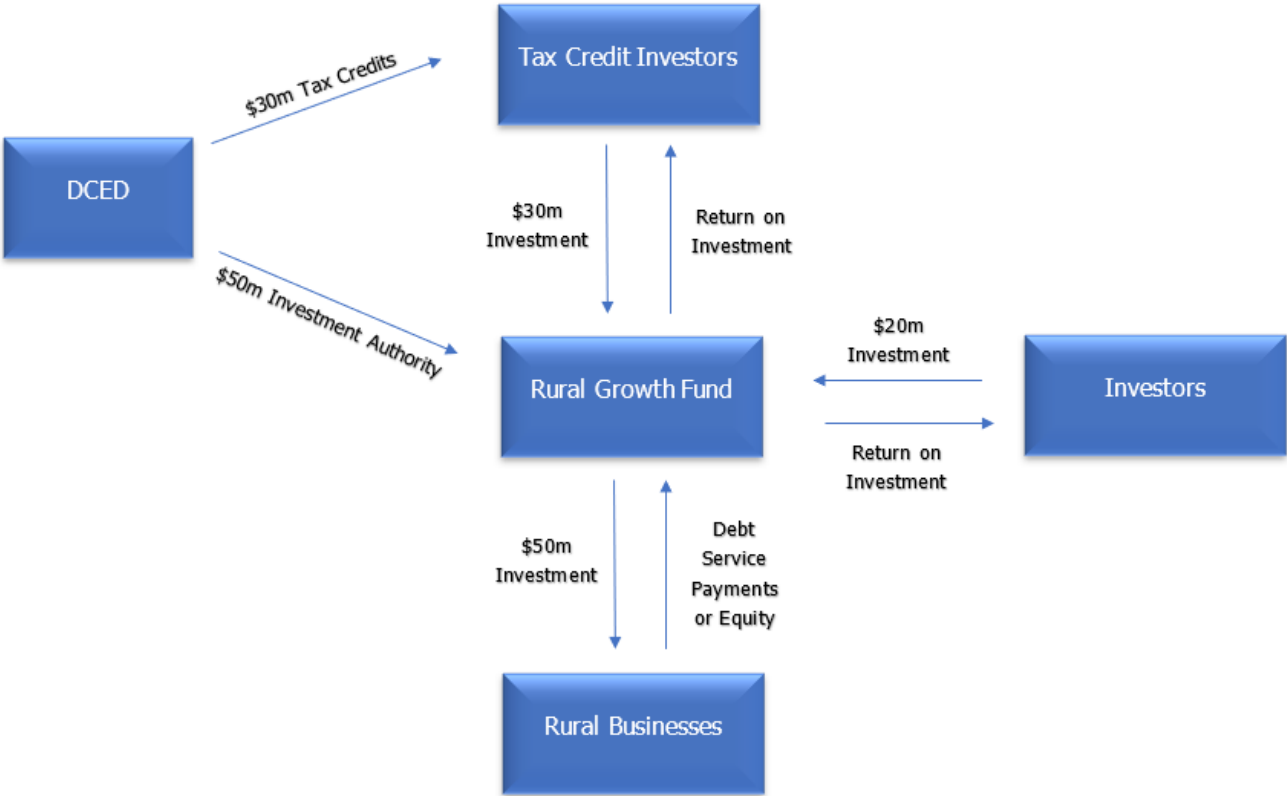 Tax Credit Investors
$30m Tax Credits
DCED
$30m
Investment
Return on
Investment
$50m Investment Authority
Rural Growth Fund
$20m
Investment
Investors
Return on
Investment
$50m
Investment
Debt
Service
Payments
or Equity
Rural Businesses